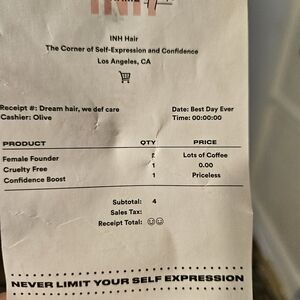 INH
INH Hair
The Corner of Self-Expression and Confidence
Los Angeles, CA
Receipt #: Dream hair, we def care Date: Best Day Ever
Cashier: Olive Time: 00:00:00
PRODUCT QTY PRICE
Female Founder Lots of Coffee
Cruelty Free 1 0.00
Confidence Boost 1 Priceless
Subtotal: 4
Sales Tax:
Receipt Total: ☺☺
NEVER LIMIT YOUR SELF EXPRESSION